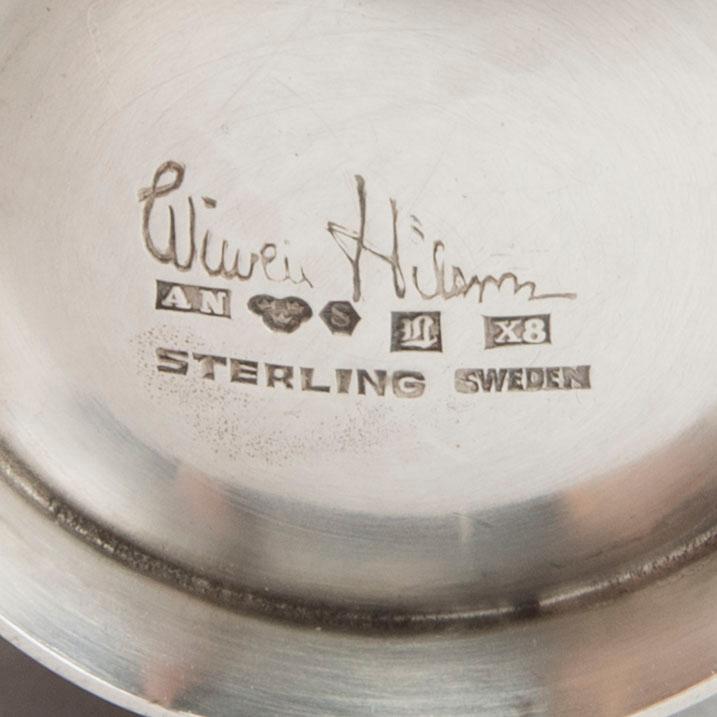 Wiwen Nilsson
AN S L X8
STERLING SWEDEN